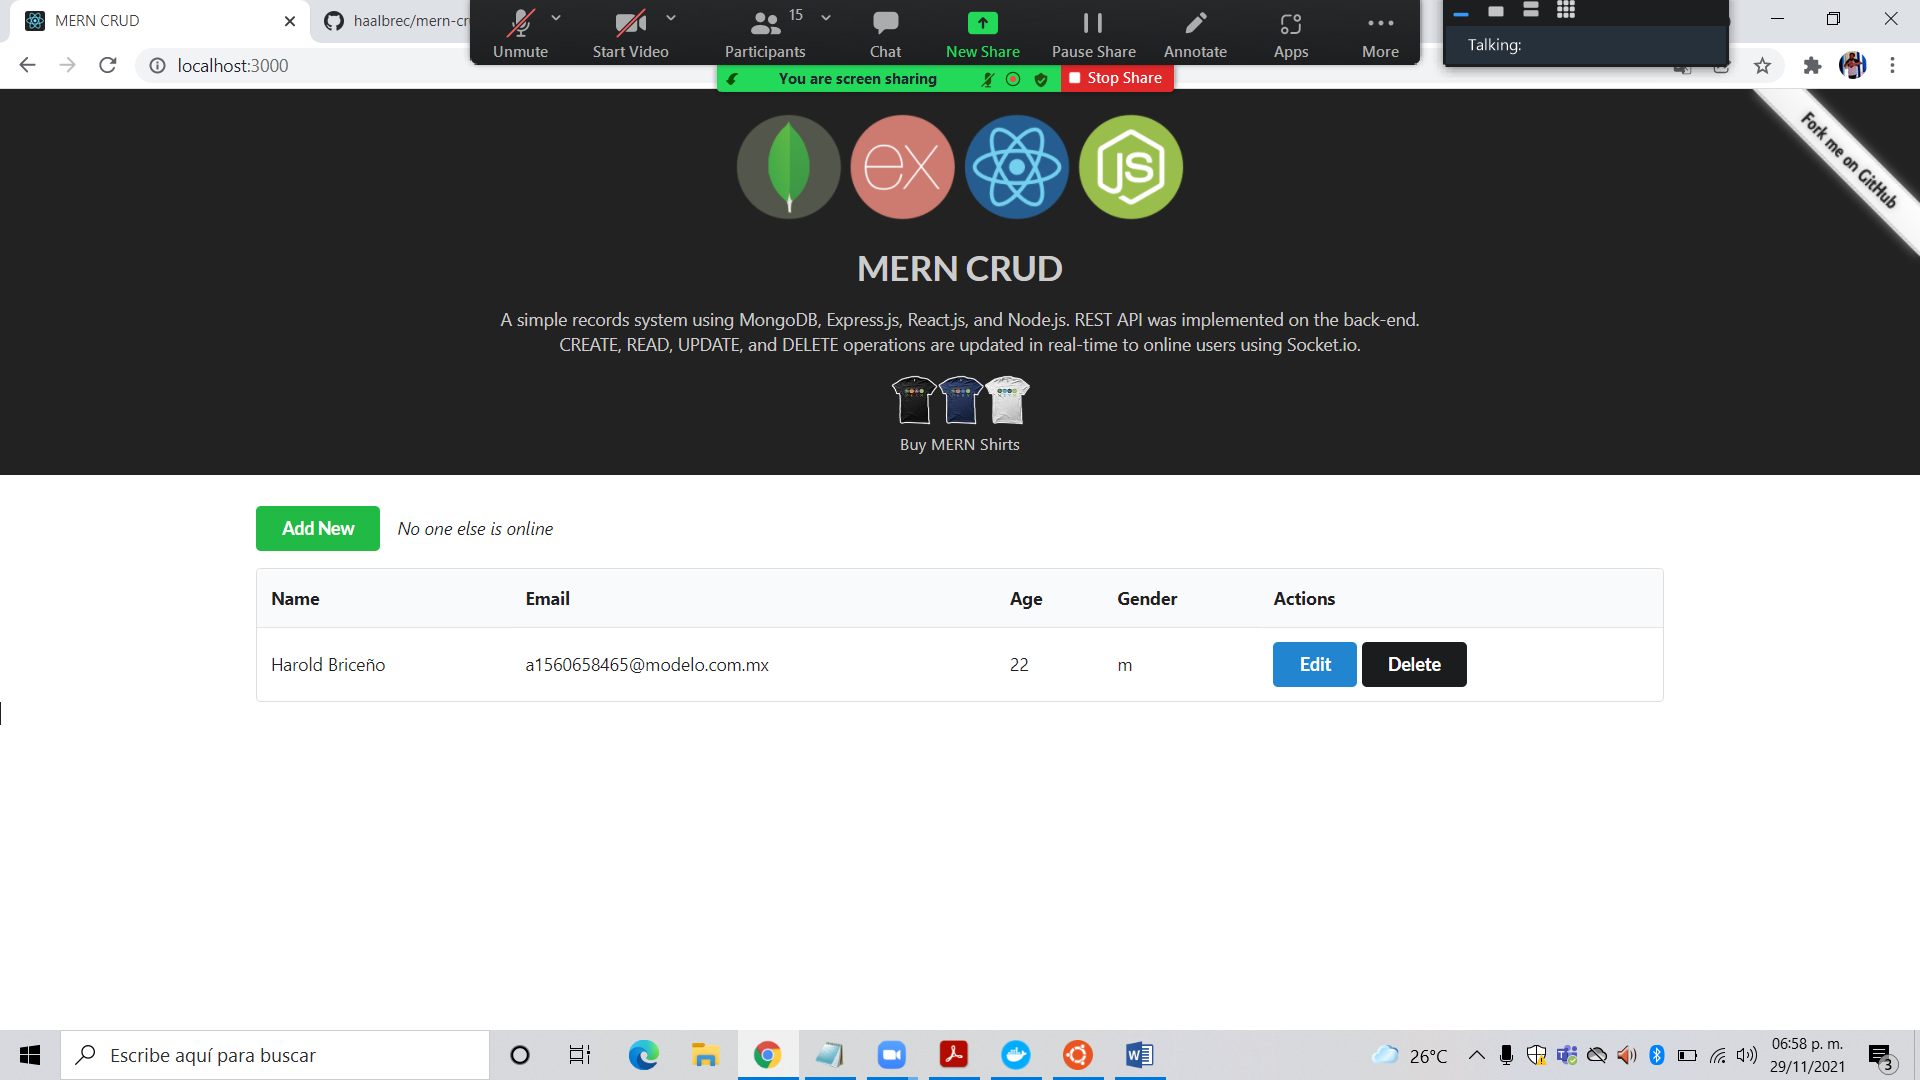 MERN CRUD
haalbrec/mern-cr
Unmute
Start Video
15
Participants
Chat
New Share
Pause Share
Annotate
Apps
More
Talking:
localhost:3000
You are screen sharing
Stop Share
Fork me on GitHub
ex
JS
MERN CRUD
A simple records system using MongoDB, Express.js, React.js, and Node.js. REST API was implemented on the back-end.
CREATE, READ, UPDATE, and DELETE operations are updated in real-time to online users using Socket.io.
Buy MERN Shirts
Add New
No one else is online
Name Email Age Gender Actions
Harold Briceño a1560658465@modelo.com.mx 22 m Edit Delete
Escribe aquí para buscar
26°C
06:58 p. m.
29/11/2021
3